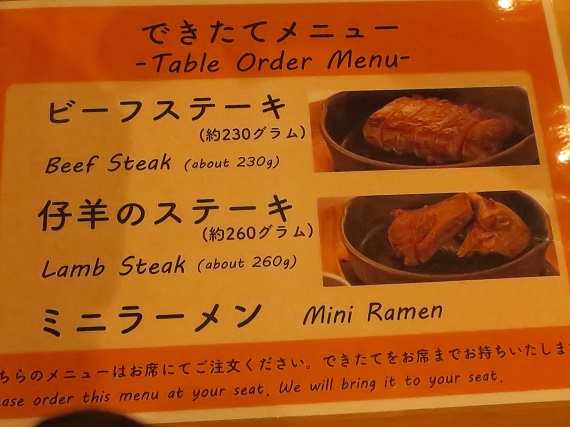 できたてメニュー
-Table Order Menu-
ビーフステーキ
(約230グラム)
Beef Steak (about 230g)
仔羊のステーキ
(約260グラム)
Lamb Steak (about 260g)
ミニラーメン Mini Ramen
ちらのメニューはお席にてご注文ください。できたてをお席までお持ちいたしま
ase order this menu at your seat. We will bring it to your seat.